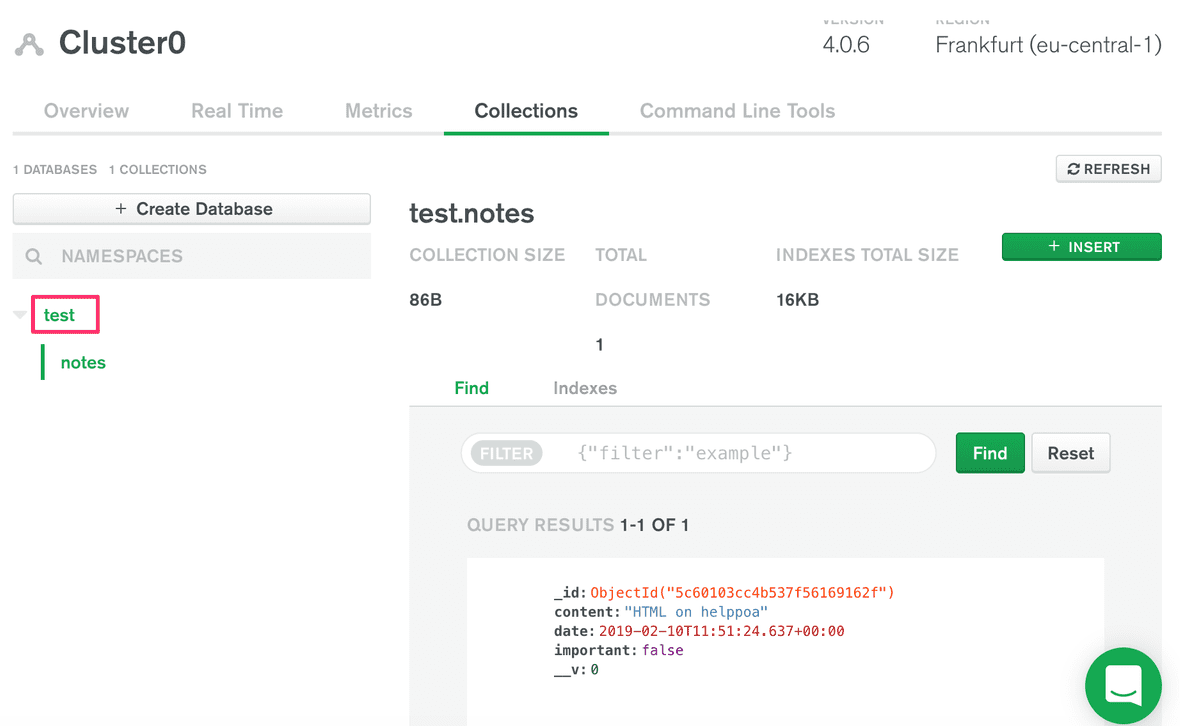 Cluster0
VERSION
4.0.6
REGION
Frankfurt (eu-central-1)
Overview
Real Time
Metrics
Collections
Command Line Tools
1 DATABASES 1 COLLECTIONS
REFRESH
+ Create Database
NAMESPACES
test
notes
test.notes
COLLECTION SIZE
86B
TOTAL
DOCUMENTS
1
INDEXES TOTAL SIZE
16KB
+ INSERT
Find
Indexes
FILTER
{"filter":"example"}
Find
Reset
QUERY RESULTS 1-1 OF 1
_id: ObjectId("5c60103cc4b537f56169162f")
content: "HTML on helppoa"
date: 2019-02-10T11:51:24.637+00:00
important: false
__v: 0